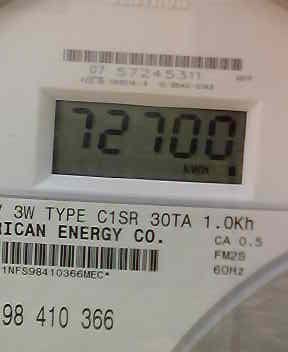 07 57245311
72700
kWh
V 3W TYPE C1SR 30TA 1.0Kh
RICAN ENERGY CO.
CA 0.5
FM2S
60Hz
1NFS98410366MEC*
98 410 366